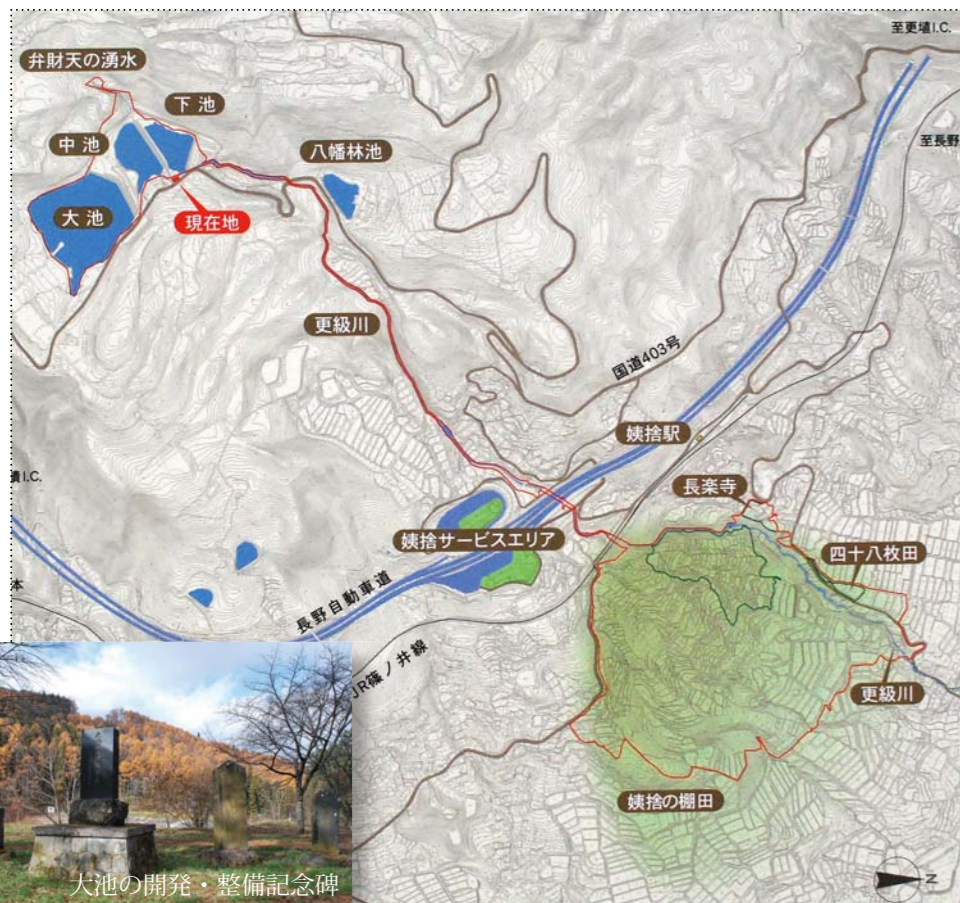 至更埴I.C.
弁財天の湧水
下池
中池
八幡林池
至長野
大池
現在地
更級川
国道403号
姨捨駅
埴I.C.
長楽寺
姨捨サービスエリア
四十八枚田
本
長野自動車道
JR篠ノ井線
更級川
姨捨の棚田
大池の開発・整備記念碑
N